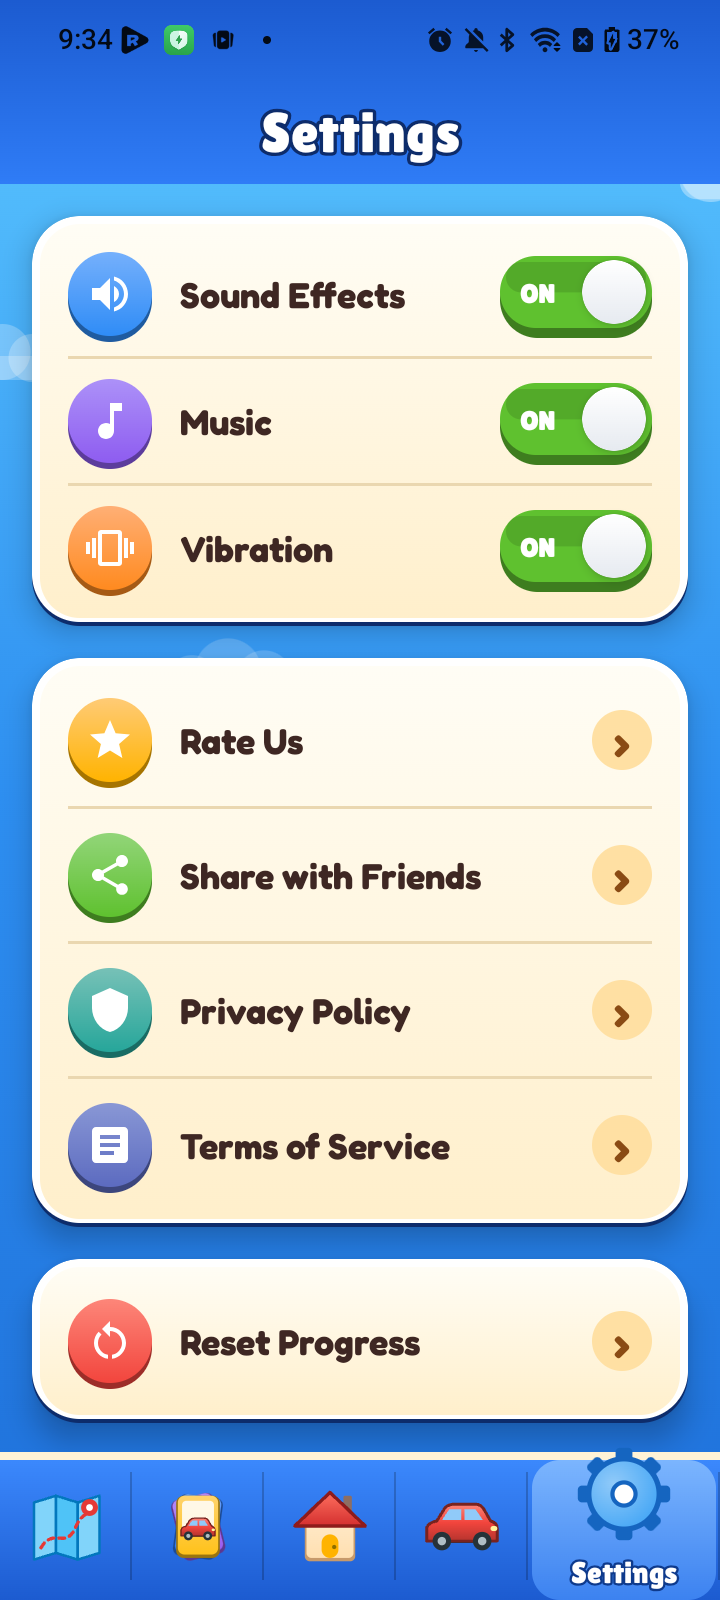 9:34
37%
Settings
Sound Effects
ON
Music
ON
Vibration
ON
Rate Us
Share with Friends
Privacy Policy
Terms of Service
Reset Progress
Settings